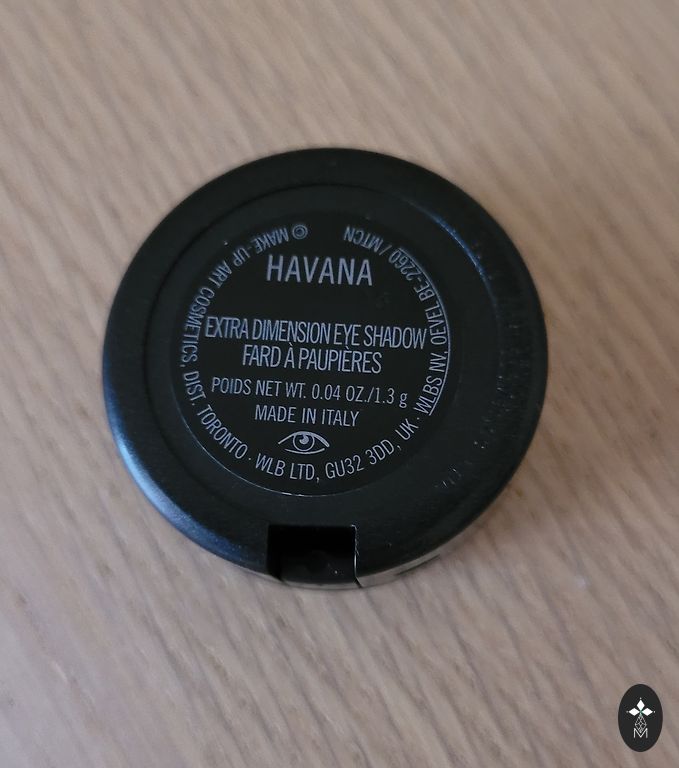 HAVANA
EXTRA DIMENSION EYE SHADOW
FARD À PAUPIÈRES
POIDS NET WT. 0.04 OZ./1.3 g
MADE IN ITALY
© MAKE-UP ART COSMETICS, DIST. TORONTO · WLB LTD, GU32 3DD, UK · WLBS NV, OEVEL BE-2260 / MTCN
M